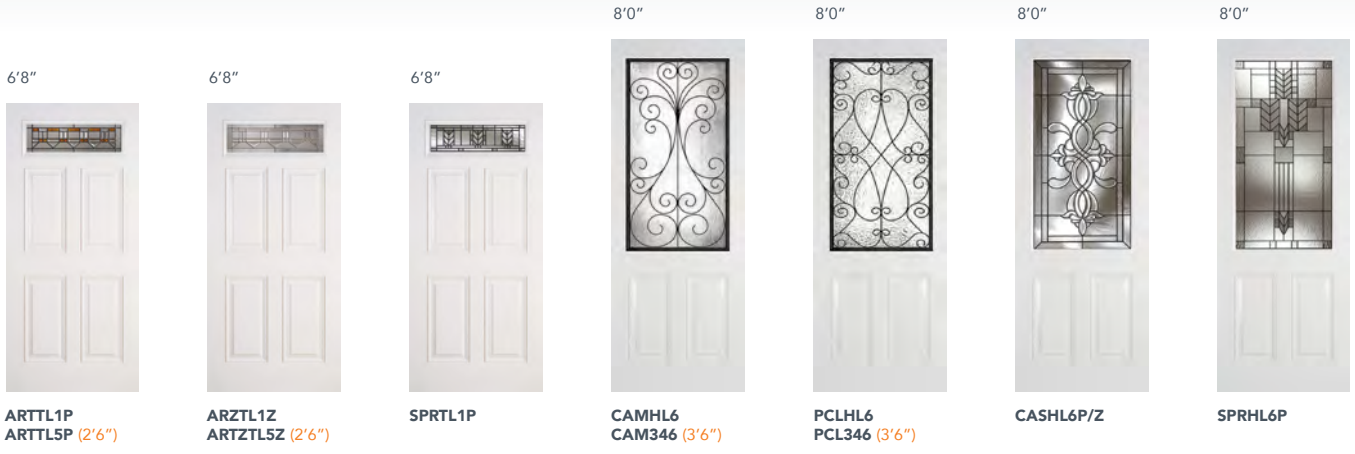 6'8"
6'8"
6'8"
8'0"
8'0"
8'0"
8'0"
ARTTL1P
ARTTL5P (2'6")
ARZTL1Z
ARTZTL5Z (2'6")
SPRTL1P
CAMHL6
CAM346 (3'6")
PCLHL6
PCL346 (3'6")
CASHL6P/Z
SPRHL6P